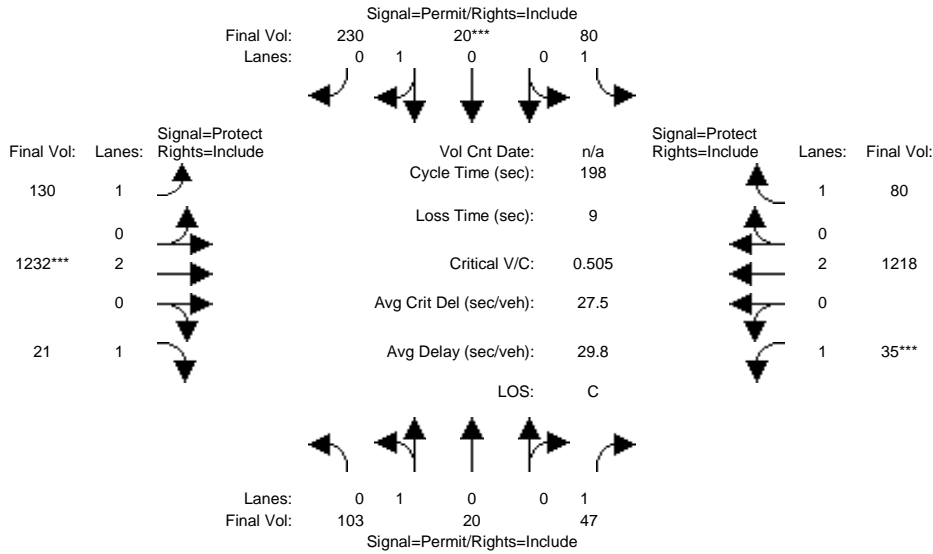 Signal=Permit/Rights=Include
Final Vol: 230 20*** 80
Lanes: 0 1 0 0 1
Signal=Protect Signal=Protect
Final Vol: Lanes: Rights=Include Vol Cnt Date: n/a Rights=Include Lanes: Final Vol:
Cycle Time (sec): 198
130 1 1 80
Loss Time (sec): 9
0 0
1232*** 2 Critical V/C: 0.505 2 1218
0 Avg Crit Del (sec/veh): 27.5 0
21 1 Avg Delay (sec/veh): 29.8 1 35***
LOS: C
Lanes: 0 1 0 0 1
Final Vol: 103 20 47
Signal=Permit/Rights=Include